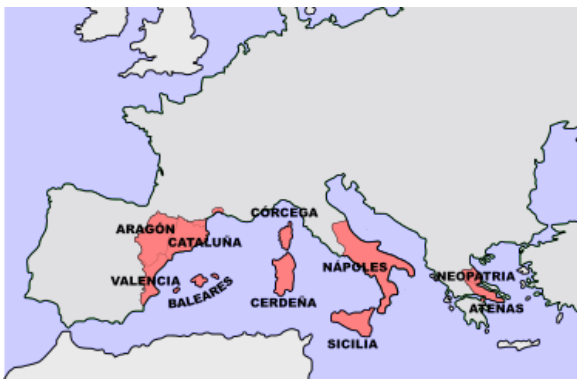 CÓRCEGA
ARAGÓN
CATALUÑA
NÁPOLES
NEOPATRIA
VALENCIA
BALEARES
CERDEÑA
ATENAS
SICILIA